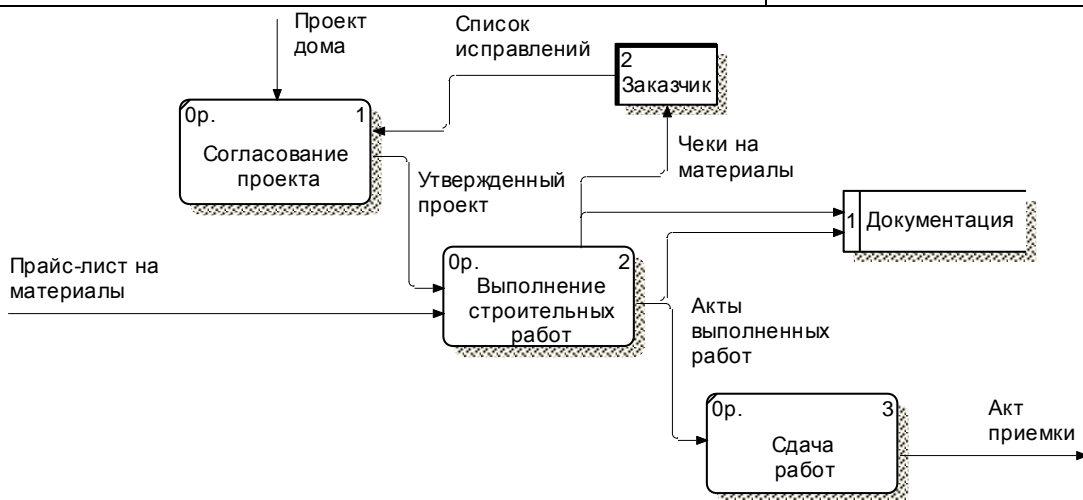 Проект
дома
Список
исправлений
2
Заказчик
0р. 1
Согласование
проекта
Чеки на
материалы
Утвержденный
проект
1 Документация
Прайс-лист на
материалы
0р. 2
Выполнение
строительных
работ
Акты
выполненных
работ
0р. 3
Сдача
работ
Акт
приемки